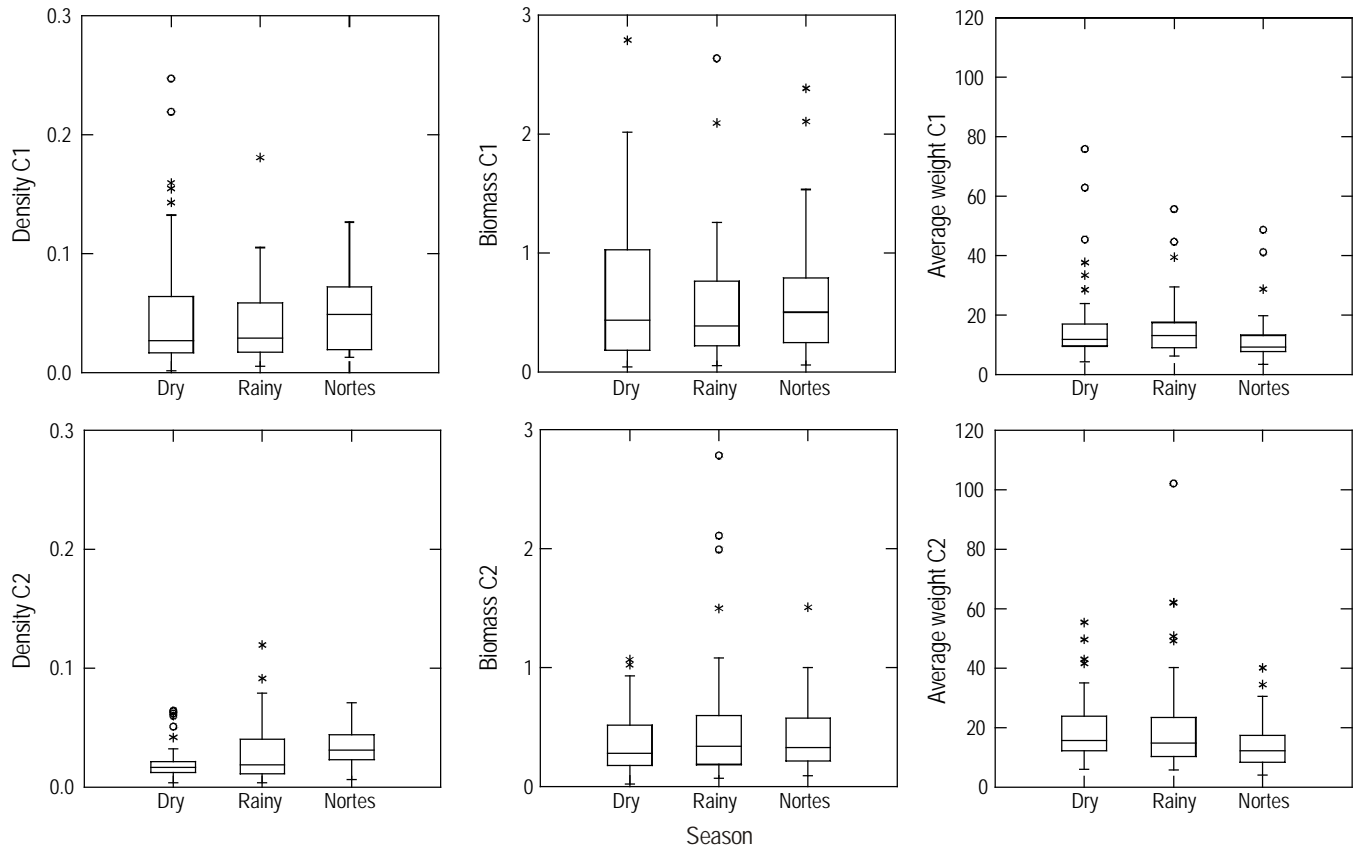 Density C1
0.3
0.2
0.1
0.0
Dry Rainy Nortes
Biomass C1
3
2
1
0
Dry Rainy Nortes
Average weight C1
120
100
80
60
40
20
0
Dry Rainy Nortes
Density C2
0.3
0.2
0.1
0.0
Dry Rainy Nortes
Biomass C2
3
2
1
0
Dry Rainy Nortes
Average weight C2
120
100
80
60
40
20
0
Dry Rainy Nortes
Season